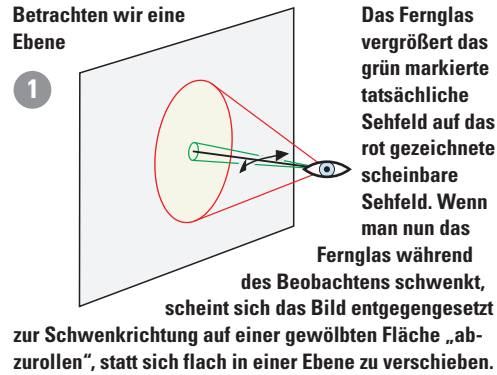 Betrachten wir eine
Ebene
1
Das Fernglas
vergrößert das
grün markierte
tatsächliche
Sehfeld auf das
rot gezeichnete
scheinbare
Sehfeld. Wenn
man nun das
Fernglas während
des Beobachtens schwenkt,
scheint sich das Bild entgegengesetzt
zur Schwenkrichtung auf einer gewölbten Fläche „ab-
zurollen“, statt sich flach in einer Ebene zu verschieben.